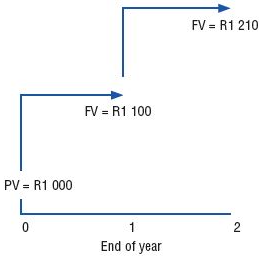 FV = R1 210
FV = R1 100
PV = R1 000
0 1 2
End of year